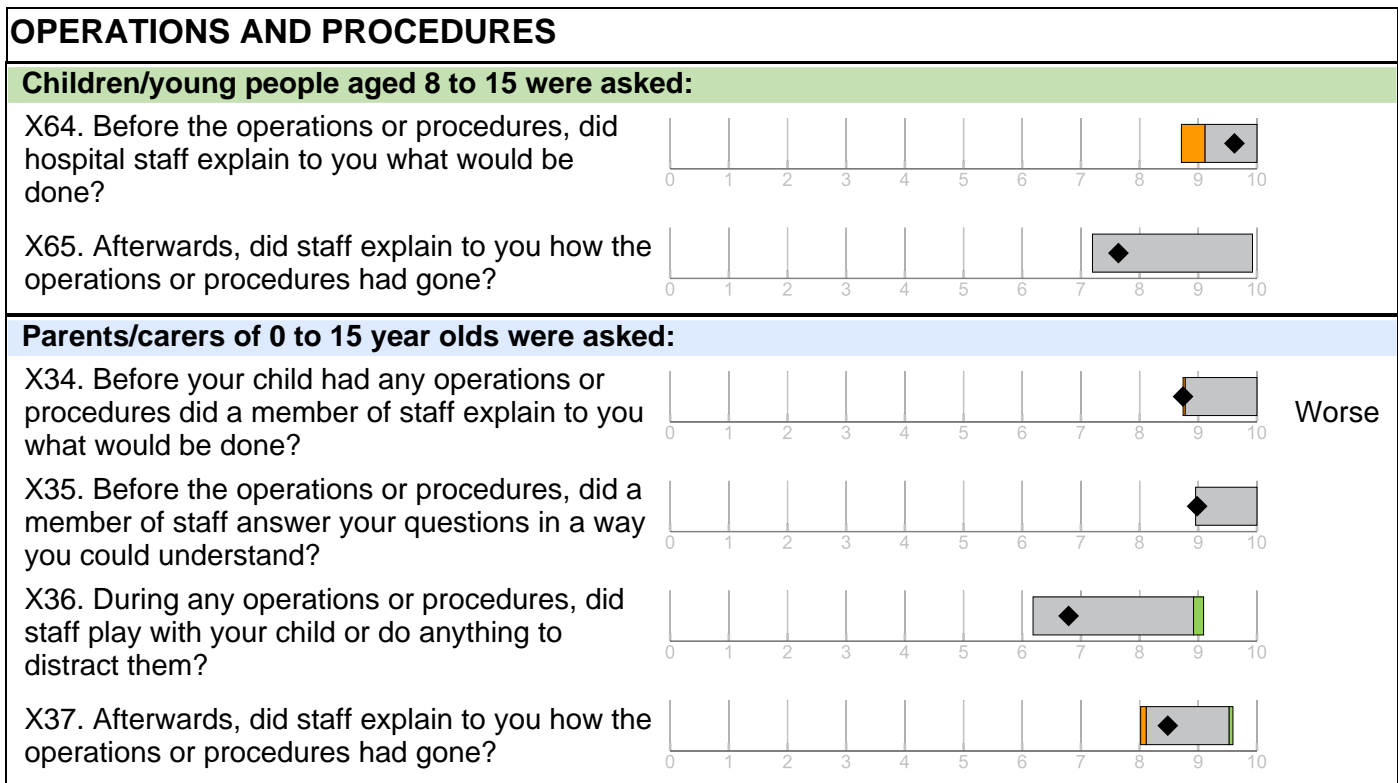 OPERATIONS AND PROCEDURES
Children/young people aged 8 to 15 were asked:
X64. Before the operations or procedures, did
hospital staff explain to you what would be
done?
0 1 2 3 4 5 6 7 8 9 10
X65. Afterwards, did staff explain to you how the
operations or procedures had gone?
0 1 2 3 4 5 6 7 8 9 10
Parents/carers of 0 to 15 year olds were asked:
X34. Before your child had any operations or
procedures did a member of staff explain to you
what would be done?
0 1 2 3 4 5 6 7 8 9 10
Worse
X35. Before the operations or procedures, did a
member of staff answer your questions in a way
you could understand?
0 1 2 3 4 5 6 7 8 9 10
X36. During any operations or procedures, did
staff play with your child or do anything to
distract them?
0 1 2 3 4 5 6 7 8 9 10
X37. Afterwards, did staff explain to you how the
operations or procedures had gone?
0 1 2 3 4 5 6 7 8 9 10